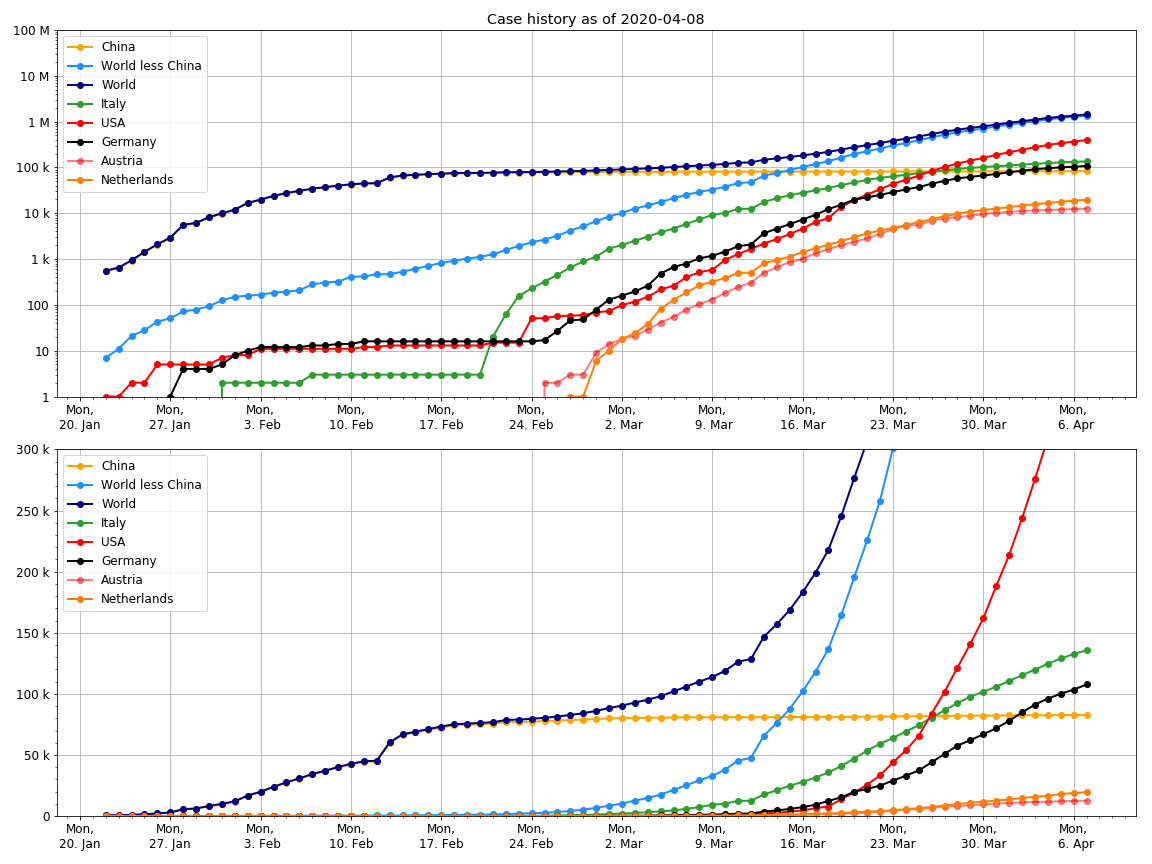 Case history as of 2020-04-08
100 M
10 M
1 M
100 k
10 k
1 k
100
10
1
China
World less China
World
Italy
USA
Germany
Austria
Netherlands
Mon, Mon, Mon, Mon, Mon, Mon, Mon, Mon, Mon, Mon, Mon, Mon,
20. Jan 27. Jan 3. Feb 10. Feb 17. Feb 24. Feb 2. Mar 9. Mar 16. Mar 23. Mar 30. Mar 6. Apr
300 k
250 k
200 k
150 k
100 k
50 k
0
China
World less China
World
Italy
USA
Germany
Austria
Netherlands
Mon, Mon, Mon, Mon, Mon, Mon, Mon, Mon, Mon, Mon, Mon, Mon,
20. Jan 27. Jan 3. Feb 10. Feb 17. Feb 24. Feb 2. Mar 9. Mar 16. Mar 23. Mar 30. Mar 6. Apr